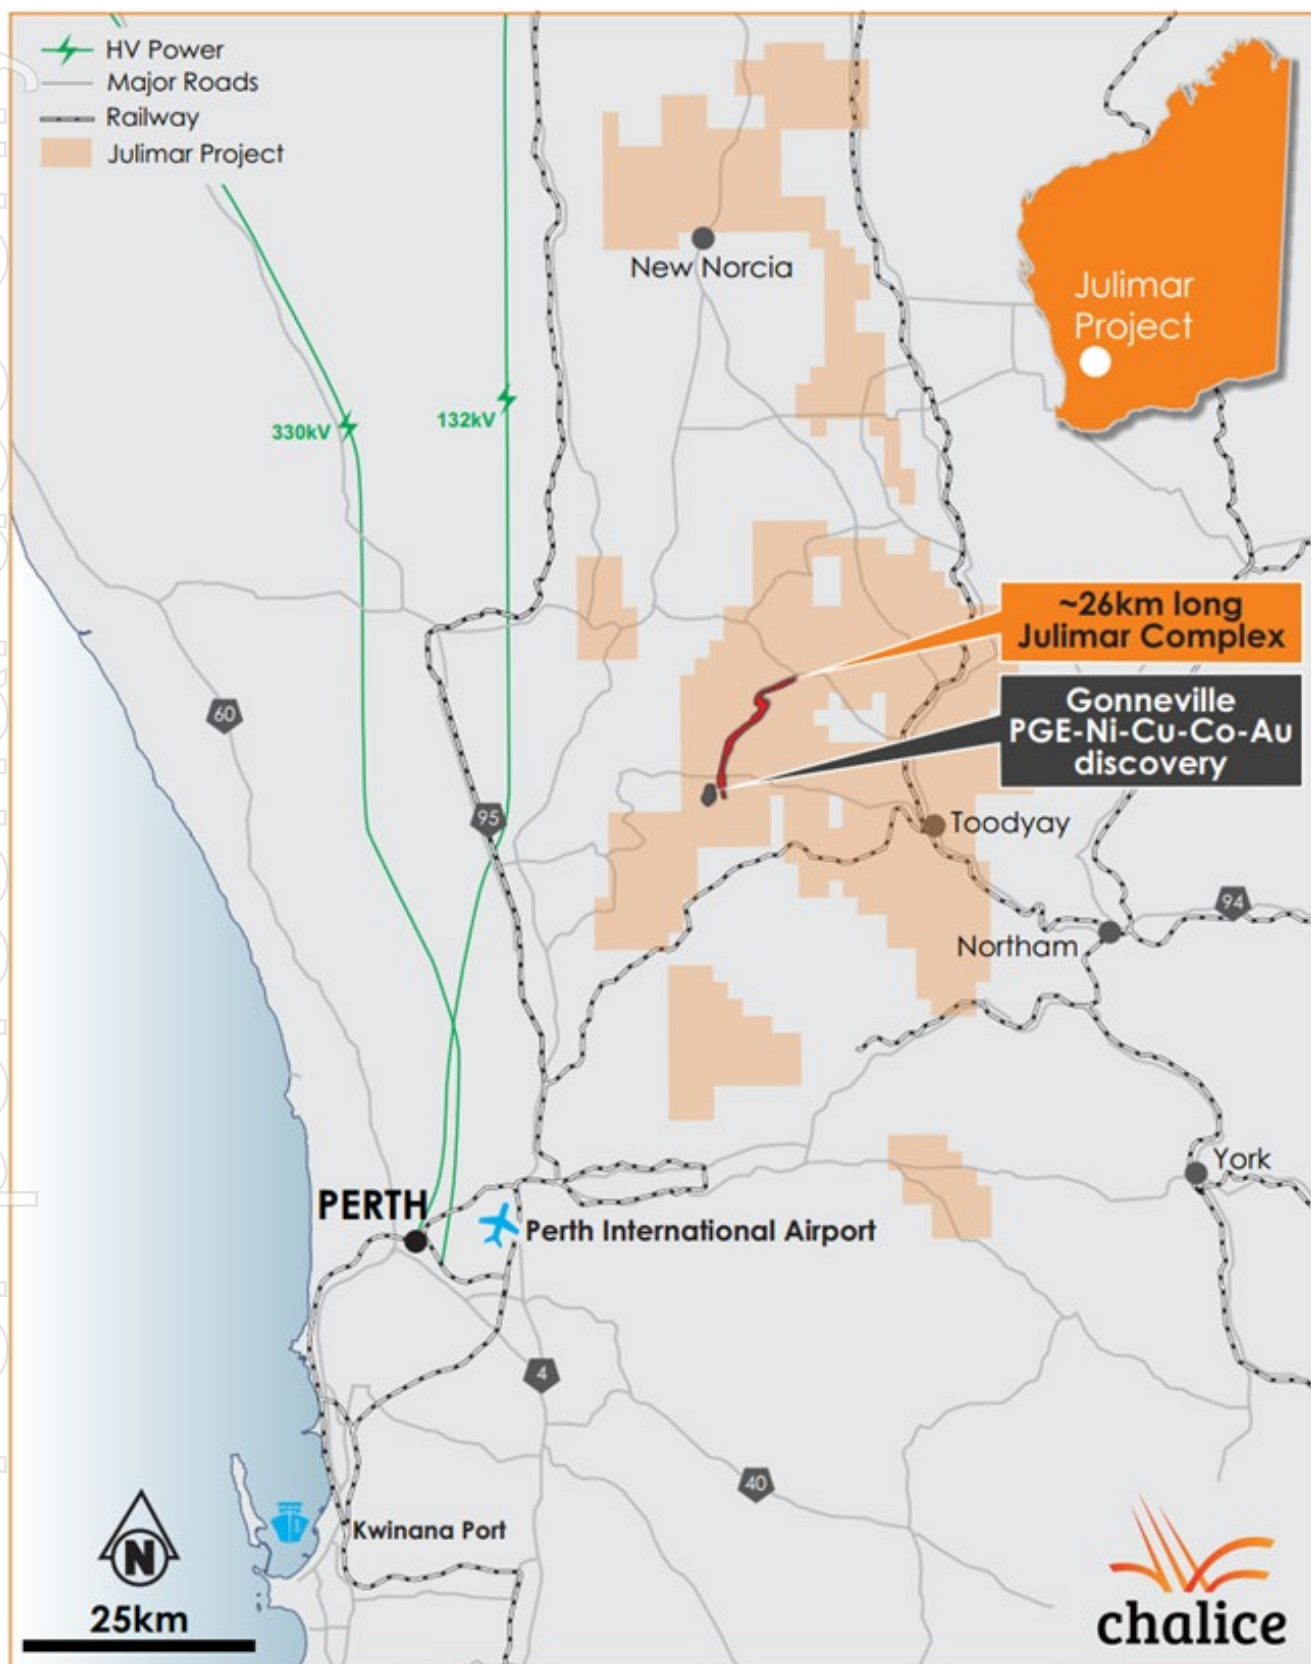 HV Power
Major Roads
Railway
Julimar Project
New Norcia
Julimar
Project
330kV
132kV
~26km long
Julimar Complex
Gonneville
PGE-Ni-Cu-Co-Au
discovery
60
95
Toodyay
94
Northam
York
PERTH
Perth International Airport
4
40
Kwinana Port
N
25km
chalice